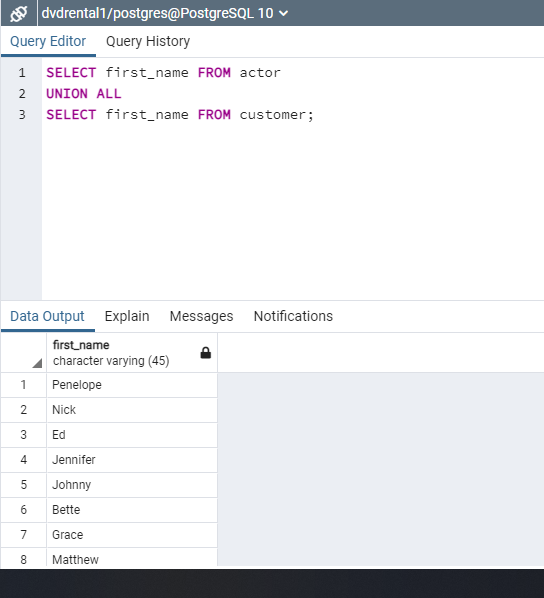 dvdrental1/postgres@PostgreSQL 10
Query Editor Query History
1 SELECT first_name FROM actor
2 UNION ALL
3 SELECT first_name FROM customer;
Data Output Explain Messages Notifications
first_name
character varying (45)
1 Penelope
2 Nick
3 Ed
4 Jennifer
5 Johnny
6 Bette
7 Grace
8 Matthew